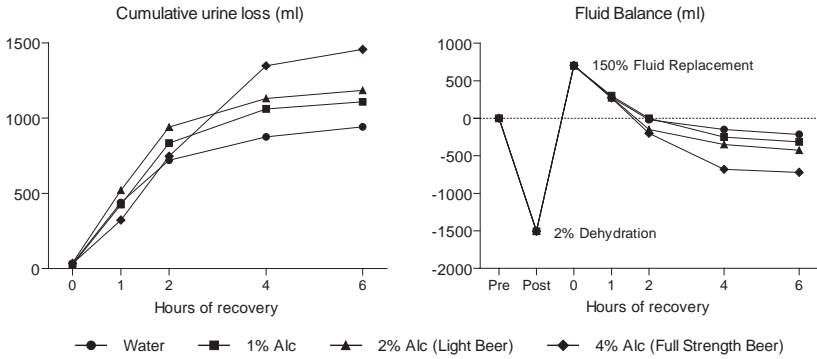 Cumulative urine loss (ml)
1500
1000
500
0
0 1 2 4 6
Hours of recovery
Fluid Balance (ml)
1000
500
0
-500
-1000
-1500
-2000
150% Fluid Replacement
2% Dehydration
Pre Post 0 1 2 4 6
Hours of recovery
Water 1% Alc 2% Alc (Light Beer) 4% Alc (Full Strength Beer)